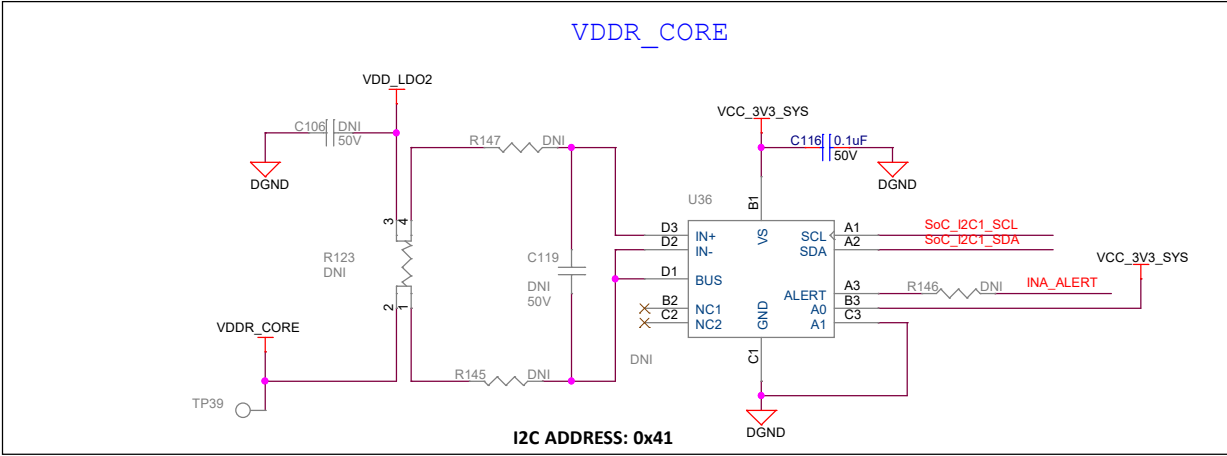 VDDR_CORE
VDD_LDO2
VCC_3V3_SYS
C106 DNI
50V
DGND
R147 DNI
C116 0.1uF
50V
DGND
U36
B1
3 4
D3 IN+
D2 IN-
D1 BUS
B2 NC1
C2 NC2
VS
GND
SCL A1 SoC_I2C1_SCL
SDA A2 SoC_I2C1_SDA
VCC_3V3_SYS
ALERT A3 R146 DNI INA_ALERT
A0 B3
A1 C3
R123
DNI
C119
DNI
50V
2 1
VDDR_CORE
C1
DNI
R145 DNI
TP39
DGND
I2C ADDRESS: 0x41